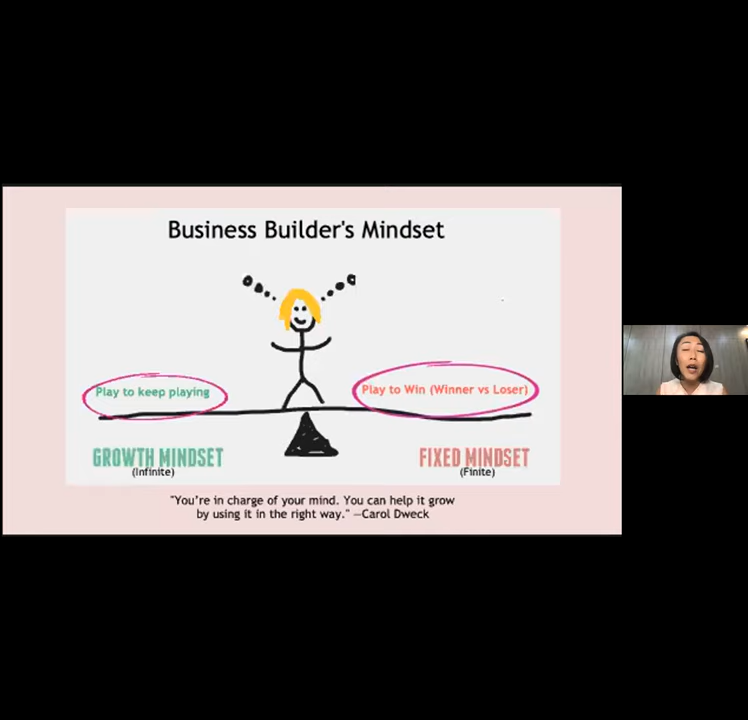 Business Builder's Mindset
Play to keep playing
Play to Win (Winner vs Loser)
GROWTH MINDSET
(Infinite)
FIXED MINDSET
(Finite)
"You're in charge of your mind. You can help it grow
by using it in the right way." —Carol Dweck